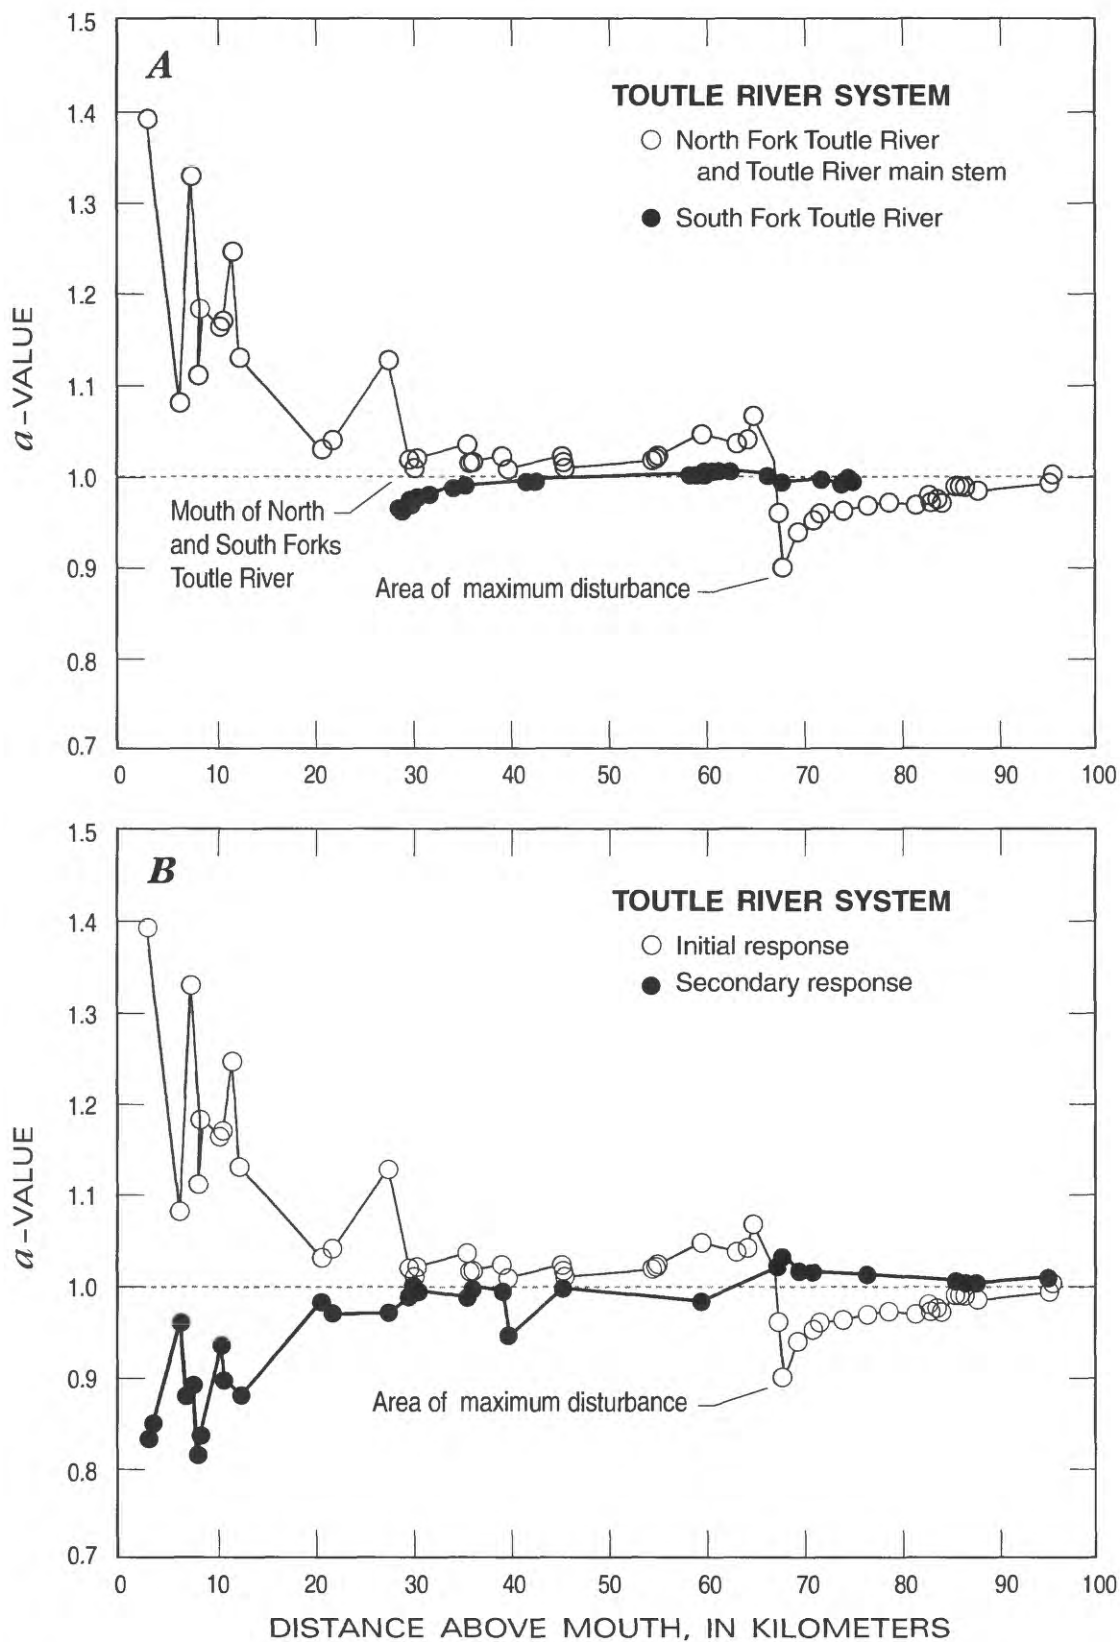 A
TOUTLE RIVER SYSTEM
North Fork Toutle River
and Toutle River main stem
South Fork Toutle River
a–VALUE
1.5
1.4
1.3
1.2
1.1
1.0
0.9
0.8
0.7
Mouth of North
and South Forks
Toutle River
Area of maximum disturbance
0 10 20 30 40 50 60 70 80 90 100
B
TOUTLE RIVER SYSTEM
Initial response
Secondary response
a–VALUE
1.5
1.4
1.3
1.2
1.1
1.0
0.9
0.8
0.7
Area of maximum disturbance
0 10 20 30 40 50 60 70 80 90 100
DISTANCE ABOVE MOUTH, IN KILOMETERS